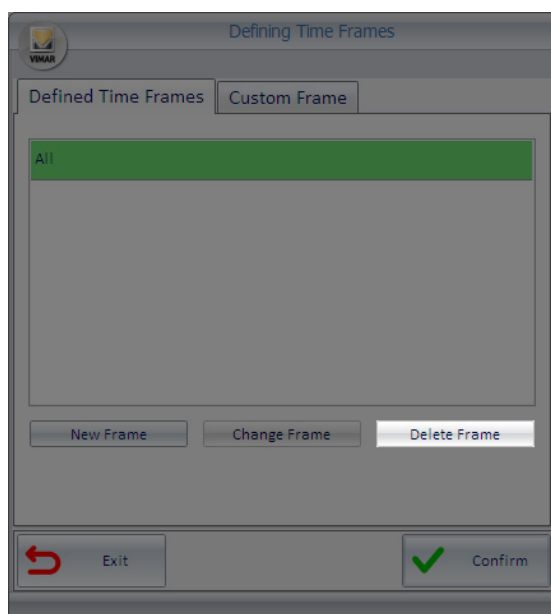 Defining Time Frames
VIMAR
Defined Time Frames Custom Frame
All
New Frame Change Frame Delete Frame
Exit Confirm